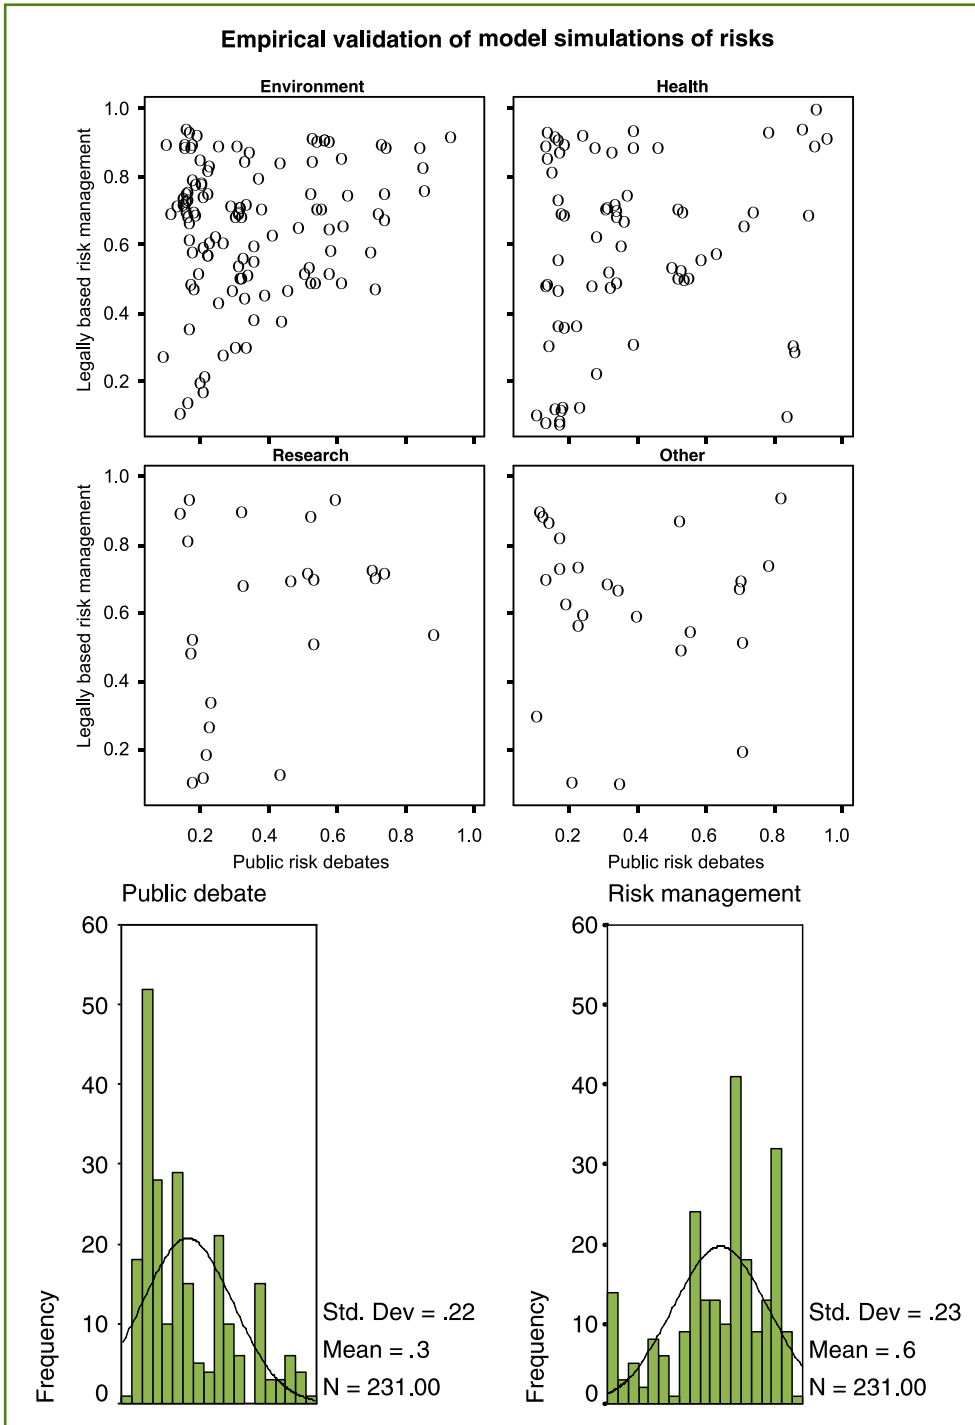 Empirical validation of model simulations of risks
Environment
Health
Legally based risk management
1.0
0.8
0.6
0.4
0.2
Research
Other
Legally based risk management
1.0
0.8
0.6
0.4
0.2
0.2 0.4 0.6 0.8 1.0
0.2 0.4 0.6 0.8 1.0
Public risk debates
Public risk debates
Public debate
Frequency
60
50
40
30
20
10
0
Std. Dev = .22
Mean = .3
N = 231.00
Risk management
Frequency
60
50
40
30
20
10
0
Std. Dev = .23
Mean = .6
N = 231.00